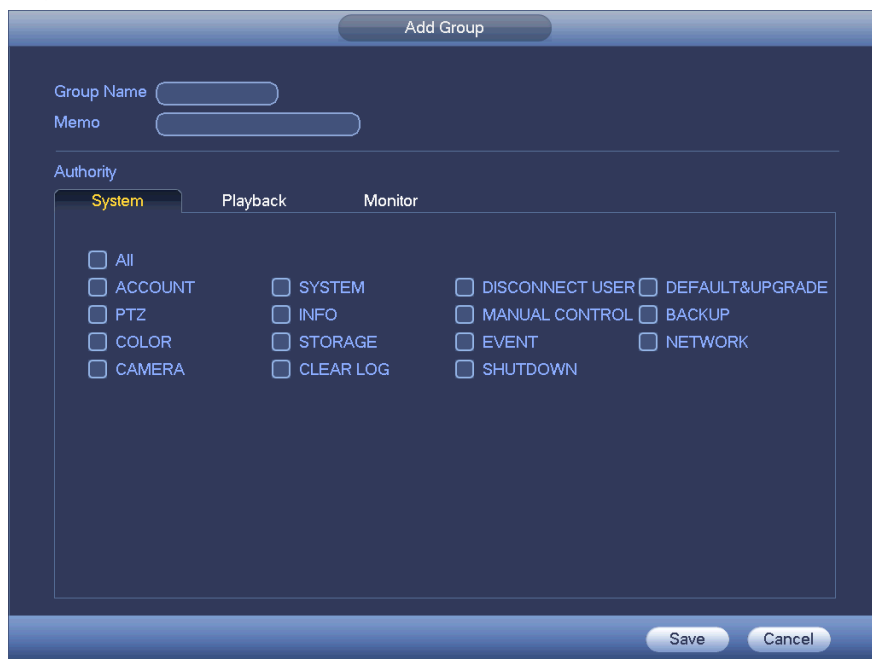 Add Group
Group Name
Memo
Authority
System Playback Monitor
All
ACCOUNT SYSTEM DISCONNECT USER DEFAULT&UPGRADE
PTZ INFO MANUAL CONTROL BACKUP
COLOR STORAGE EVENT NETWORK
CAMERA CLEAR LOG SHUTDOWN
Save Cancel